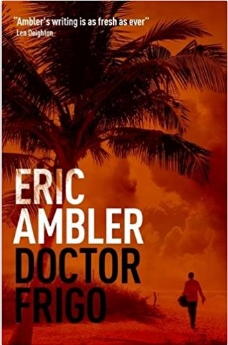 "Ambler's writing is as fresh as ever"
Len Deighton
ERIC
AMBLER
DOCTOR
FRIGO